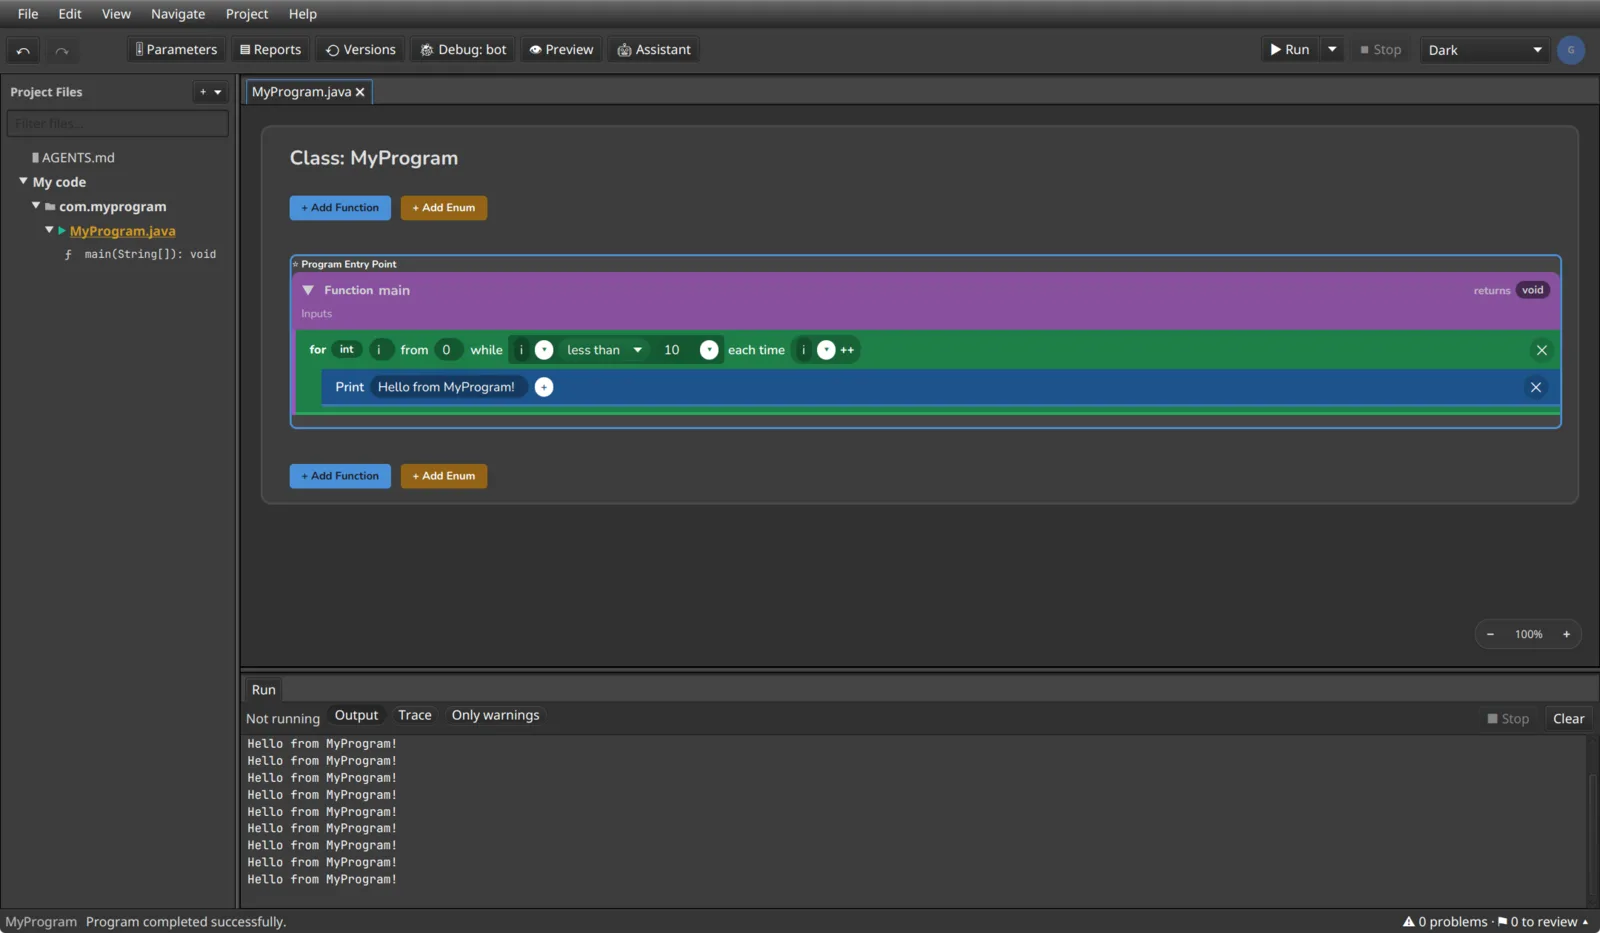 File Edit View Navigate Project Help
Parameters Reports Versions Debug: bot Preview Assistant Run Stop Dark G
Project Files + 
Filter files...
AGENTS.md
My code
com.myprogram
MyProgram.java
f main(String[]): void
MyProgram.java ×
Class: MyProgram
+ Add Function + Add Enum
Program Entry Point
Function main returns void
Inputs
for int i from 0 while i less than 10 each time i ++
Print Hello from MyProgram! +
+ Add Function + Add Enum
− 100% +
Run
Not running Output Trace Only warnings Stop Clear
Hello from MyProgram!
Hello from MyProgram!
Hello from MyProgram!
Hello from MyProgram!
Hello from MyProgram!
Hello from MyProgram!
Hello from MyProgram!
Hello from MyProgram!
Hello from MyProgram!
MyProgram Program completed successfully. 0 problems · 0 to review